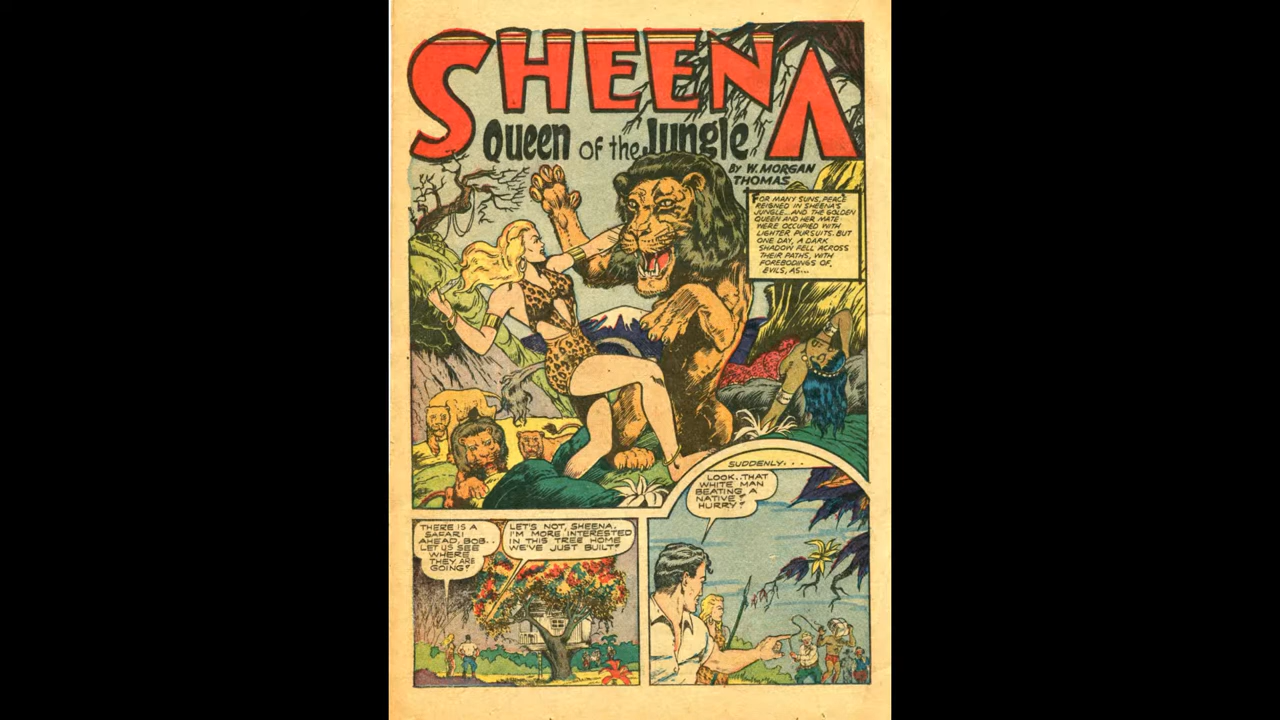 SHEENA
QUEEN OF THE JUNGLE
BY W. MORGAN
THOMAS
FOR MANY SUNS, PEACE
REIGNED IN SHEENA'S
JUNGLE...AND THE GOLDEN
QUEEN AND HER MATE
WERE OCCUPIED WITH
LIGHTER PURSUITS. BUT
ONE DAY, A DARK
SHADOW FELL ACROSS
THEIR PATHS, WITH
FOREBODINGS OF,
EVILS, AS...
THERE IS A
SAFARI
AHEAD, BOB..
LET US SEE
WHERE
THEY ARE
GOING?
LET'S NOT, SHEENA.
I'M MORE INTERESTED
IN THIS TREE HOME
WE'VE JUST BUILT?
SUDDENLY...
LOOK..THAT
WHITE MAN
BEATING A
NATIVE?
HURRY?